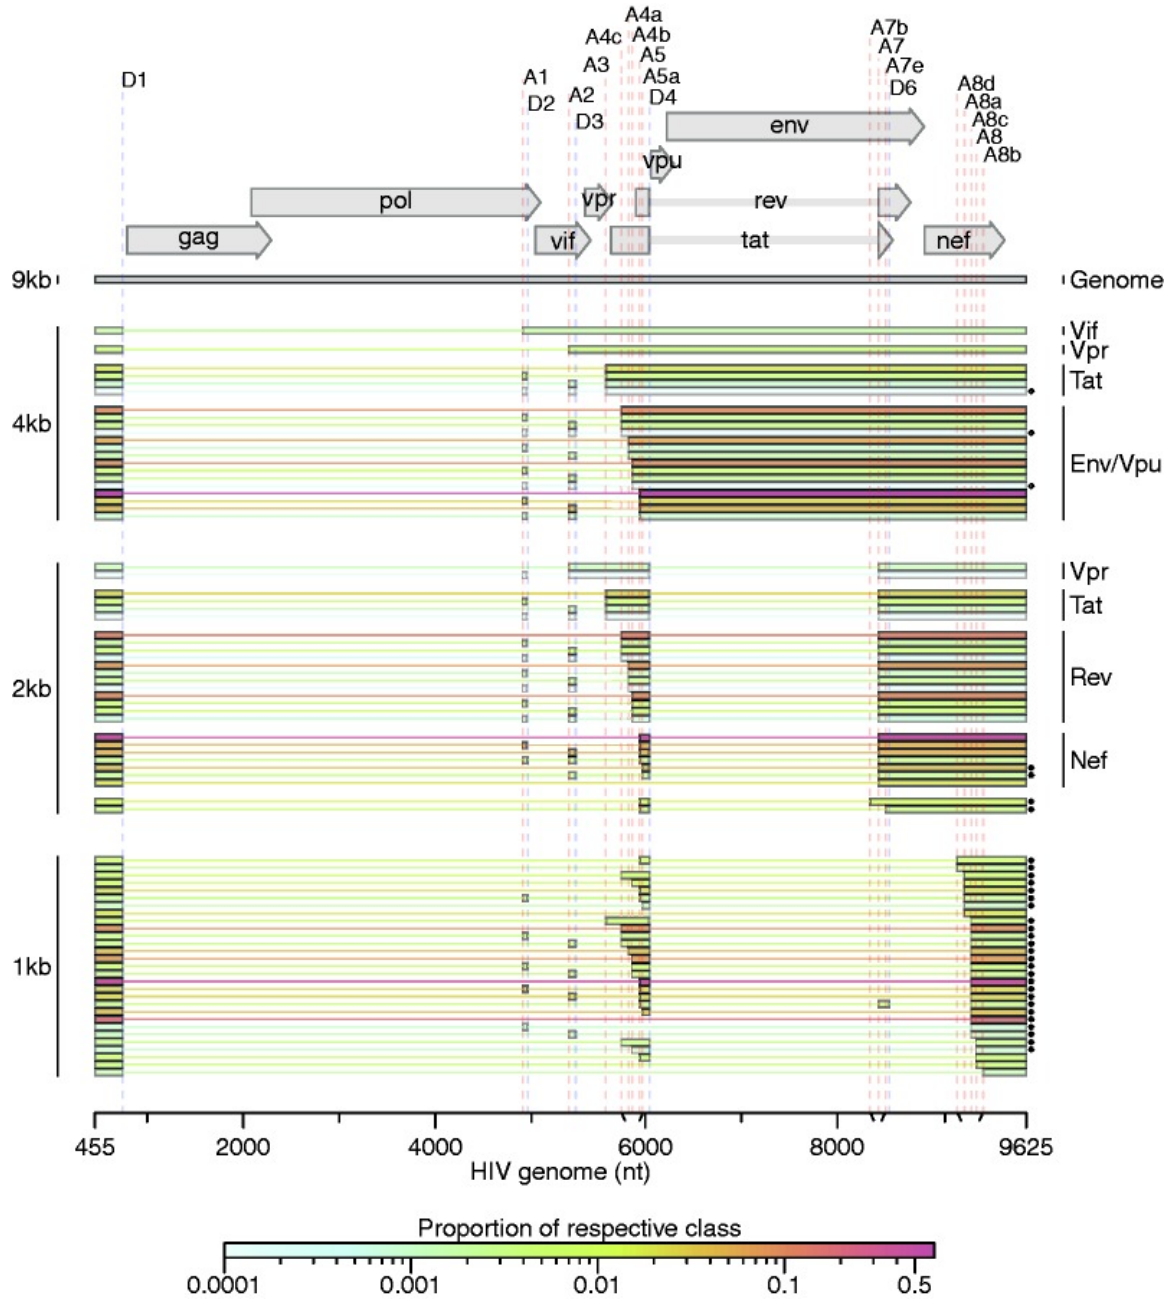 A4a
A7b
A4c
A4b
A7
A3
A5
A7e
D1
A1
A5a
D6
A8d
D2
A2
D4
A8a
D3
A8c
env
A8
vpu
A8b
pol
vpr
rev
gag
vif
tat
nef
9kb
Genome
Vif
Vpr
Tat
4kb
Env/Vpu
Vpr
Tat
2kb
Rev
Nef
1kb
455 2000 4000 6000 8000 9625
HIV genome (nt)
Proportion of respective class
0.0001 0.001 0.01 0.1 0.5